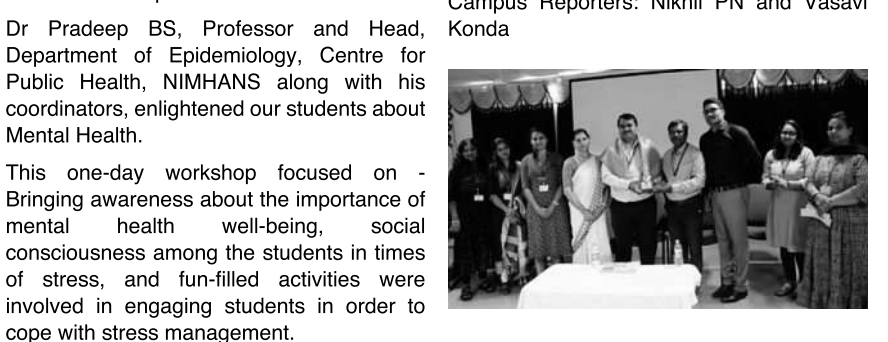 Dr Pradeep BS, Professor and Head,
Department of Epidemiology, Centre for
Public Health, NIMHANS along with his
coordinators, enlightened our students about
Mental Health.
This one-day workshop focused on -
Bringing awareness about the importance of
mental health well-being, social
consciousness among the students in times
of stress, and fun-filled activities were
involved in engaging students in order to
cope with stress management.
Campus Reporters: Nikhil PN and Vasavi
Konda